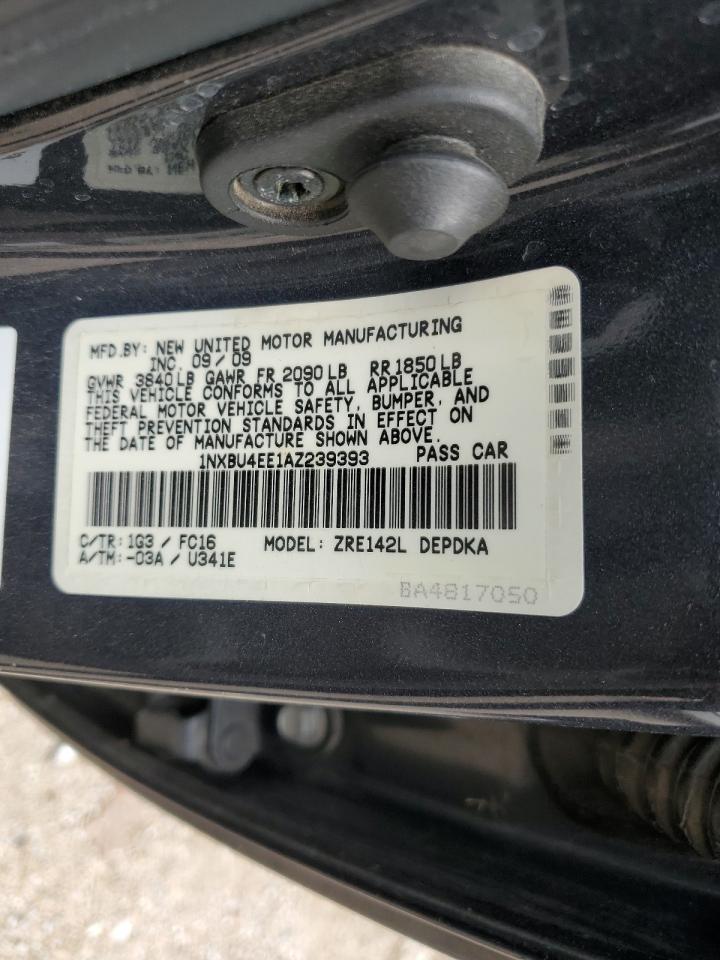 MFD.BY: NEW UNITED MOTOR MANUFACTURING
INC. 09/09
GVWR 3840LB GAWR FR 2090LB RR1850LB
THIS VEHICLE CONFORMS TO ALL APPLICABLE
FEDERAL MOTOR VEHICLE SAFETY, BUMPER, AND
THEFT PREVENTION STANDARDS IN EFFECT ON
THE DATE OF MANUFACTURE SHOWN ABOVE.
1NXBU4EE1AZ239393 PASS CAR
C/TR: 1G3 / FC16 MODEL: ZRE142L DEPDKA
A/TM: -03A / U341E
BA4817050